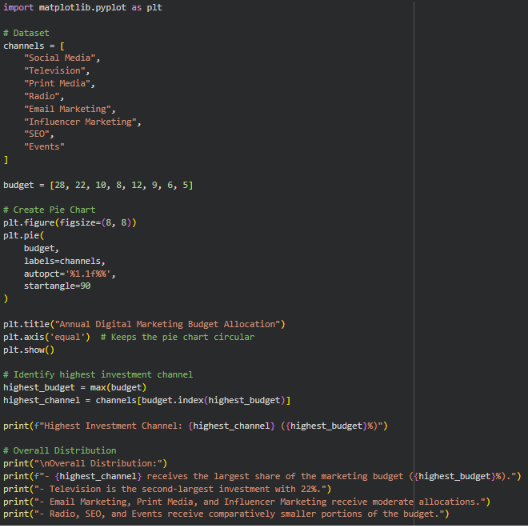 import matplotlib.pyplot as plt
# Dataset
channels = [
"Social Media",
"Television",
"Print Media",
"Radio",
"Email Marketing",
"Influencer Marketing",
"SEO",
"Events"
]
budget = [28, 22, 10, 8, 12, 9, 6, 5]
# Create Pie Chart
plt.figure(figsize=(8, 8))
plt.pie(
budget,
labels=channels,
autopct='%1.1f%%',
startangle=90
)
plt.title("Annual Digital Marketing Budget Allocation")
plt.axis('equal')  # Keeps the pie chart circular
plt.show()
# Identify highest investment channel
highest_budget = max(budget)
highest_channel = channels[budget.index(highest_budget)]
print(f"Highest Investment Channel: {highest_channel} ({highest_budget}%)")
# Overall Distribution
print("\nOverall Distribution:")
print(f"- {highest_channel} receives the largest share of the marketing budget ({highest_budget}%).")
print("- Television is the second-largest investment with 22%.")
print("- Email Marketing, Print Media, and Influencer Marketing receive moderate allocations.")
print("- Radio, SEO, and Events receive comparatively smaller portions of the budget.")